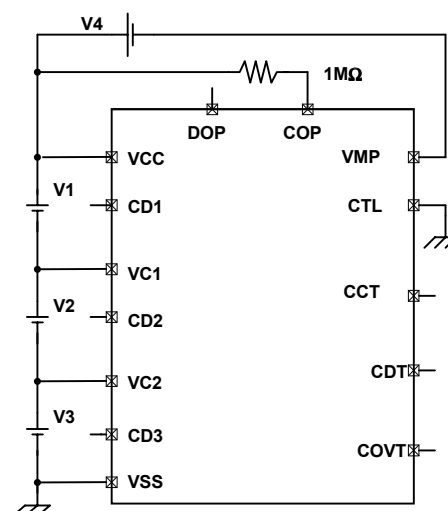 V4
1MΩ
DOP COP
VCC VMP
V1 CTL
CD1
VC1
CCT
V2
CD2
VC2 CDT
V3
CD3 COVT
VSS